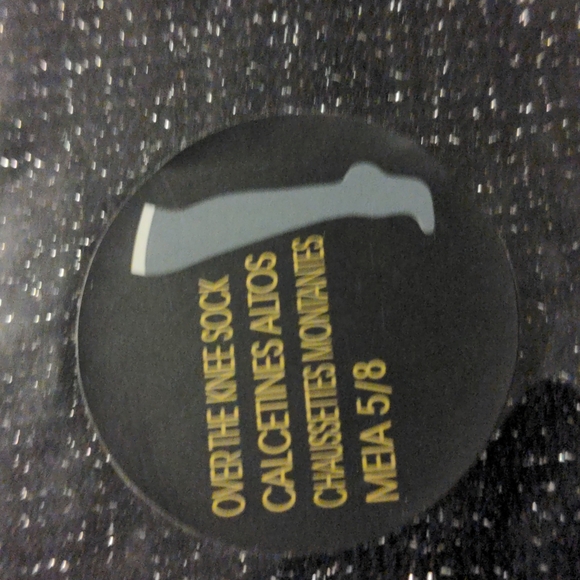 OVER THE KNEE SOCK
CALCETINES ALTOS
CHAUSSETTES MONTANTES
MEIA 5/8